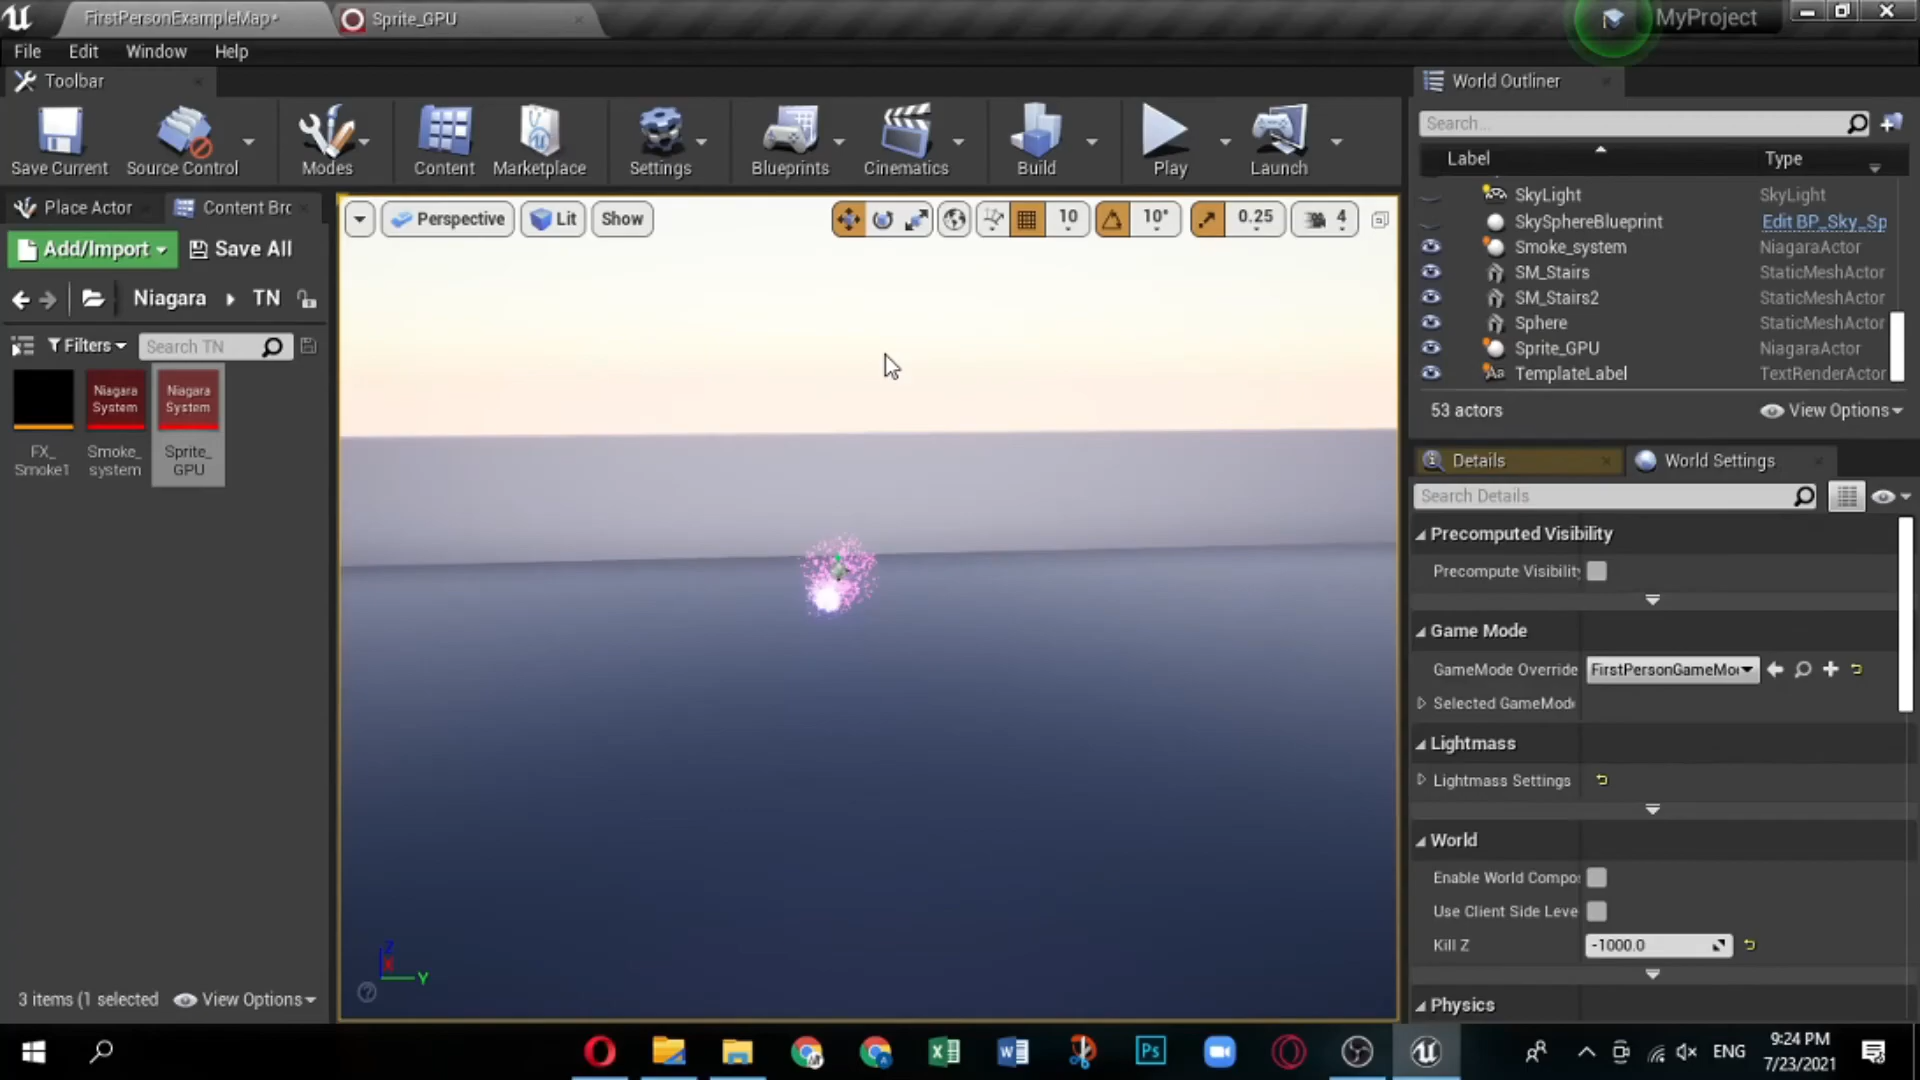 FirstPersonExampleMap*
Sprite_GPU
MyProject
File Edit Window Help
Toolbar
World Outliner
Save Current
Source Control
Modes
Content
Marketplace
Settings
Blueprints
Cinematics
Build
Play
Launch
Search...
Label Type
SkyLight SkyLight
SkySphereBlueprint Edit BP_Sky_Sp
Smoke_system NiagaraActor
SM_Stairs StaticMeshActor
SM_Stairs2 StaticMeshActor
Sphere StaticMeshActor
Sprite_GPU NiagaraActor
TemplateLabel TextRenderActor
53 actors View Options
Place Actor Content Bro
Add/Import Save All
Niagara TN
Filters Search TN
Niagara System
Niagara System
FX_
Smoke1
Smoke_
system
Sprite_
GPU
Perspective Lit Show
10 10° 0.25 4
Details World Settings
Search Details
Precomputed Visibility
Precompute Visibilit
Game Mode
GameMode Override FirstPersonGameMo
Selected GameMod
Lightmass
Lightmass Settings
World
Enable World Compo
Use Client Side Leve
Kill Z -1000.0
Physics
Z
X
Y
3 items (1 selected View Options
Ps
ENG
9:24 PM
7/23/2021